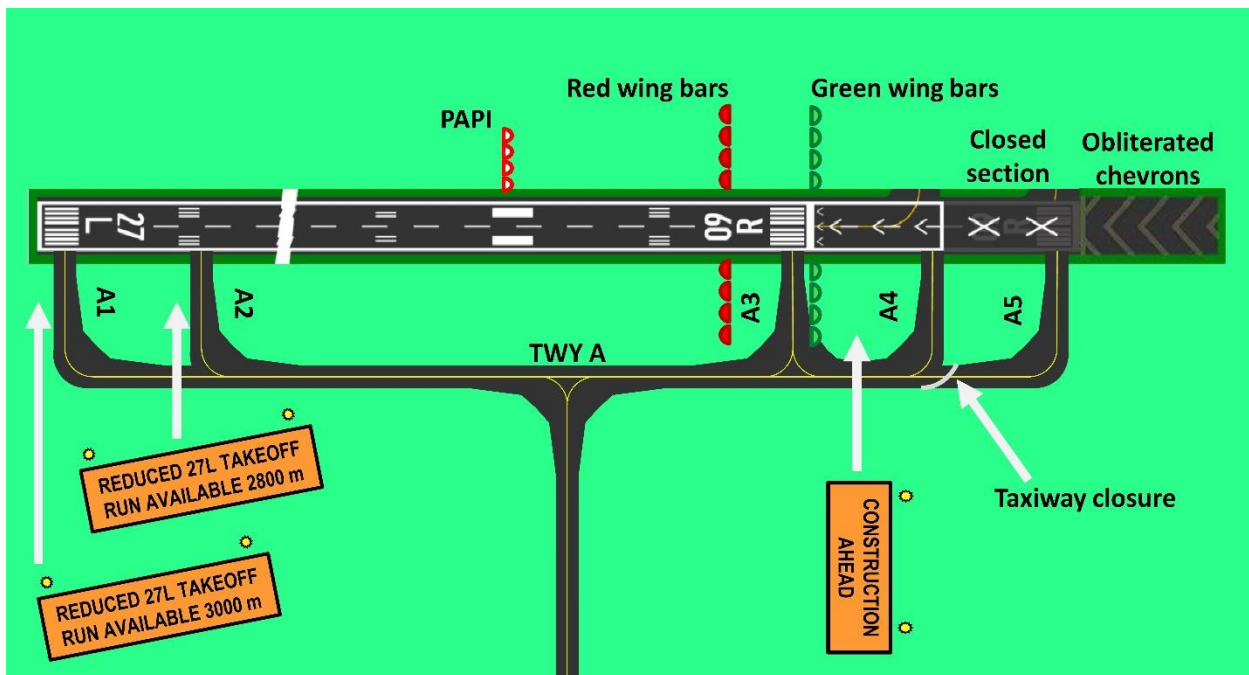 Red wing bars
Green wing bars
PAPI
Closed
section
Obliterated
chevrons
27
L
09
R
09
R
A1
A2
A3
A4
A5
TWY A
REDUCED 27L TAKEOFF
RUN AVAILABLE 2800 m
REDUCED 27L TAKEOFF
RUN AVAILABLE 3000 m
CONSTRUCTION
AHEAD
Taxiway closure